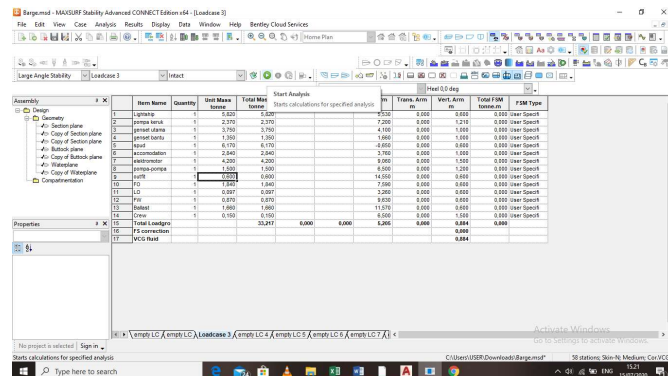 Barge.msd - MAXSURF Stability Advanced CONNECT Edition x64 - [Loadcase 3]
File Edit View Case Analysis Results Display Data Window Help Bentley Cloud Services
Home Plan
Large Angle Stability Loadcase 3 Intact
Heel 0,0 deg
Start Analysis
Starts calculations for specified analysis
Assembly
Design
Geometry
Section plane
Copy of Section plane
Copy of Section plane
Buttock plane
Copy of Buttock plane
Waterplane
Copy of Waterplane
Compartmentation
Properties
Item Name Quantity Unit Mass tonne Total Mass Trans. Arm m Vert. Arm m Total FSM tonne.m FSM Type
1 Lightship 1 5,820 5,820 5,530 0,000 0,600 0,000 User Specifi
2 pompa keruk 1 2,370 2,370 7,200 0,000 1,210 0,000 User Specifi
3 genset utama 1 3,750 3,750 4,100 0,000 1,000 0,000 User Specifi
4 genset bantu 1 1,350 1,350 1,660 0,000 1,000 0,000 User Specifi
5 spud 1 6,170 6,170 -0,850 0,000 0,600 0,000 User Specifi
6 accomodation 1 2,840 2,840 3,760 0,000 1,000 0,000 User Specifi
7 elektromotor 1 4,200 4,200 9,060 0,000 1,500 0,000 User Specifi
8 pompa-pompa 1 1,500 1,500 6,500 0,000 1,200 0,000 User Specifi
9 outfit 1 0,600 0,600 14,550 0,000 0,600 0,000 User Specifi
10 FO 1 1,840 1,840 7,590 0,000 0,600 0,000 User Specifi
11 LO 1 0,097 0,097 3,260 0,000 0,600 0,000 User Specifi
12 FW 1 0,870 0,870 9,630 0,000 0,600 0,000 User Specifi
13 Ballast 1 1,660 1,660 11,570 0,000 0,600 0,000 User Specifi
14 Crew 1 0,150 0,150 6,500 0,000 1,500 0,000 User Specifi
15 Total Loadgro 33,217 0,000 0,000 5,205 0,000 0,884 0,000
16 FS correction 0,000
17 VCG fluid 0,884
empty LC empty LC Loadcase 3 empty LC 4 empty LC 5 empty LC 6 empty LC 7
No project is selected Sign in
Activate Windows
Go to Settings to activate Windows.
Starts calculations for specified analysis C:\Users\USER\Downloads\Barge.msd* 58 stations; Skin-N; Medium; Cor.VCG
Type here to search
ENG
15.21
15/07/2020